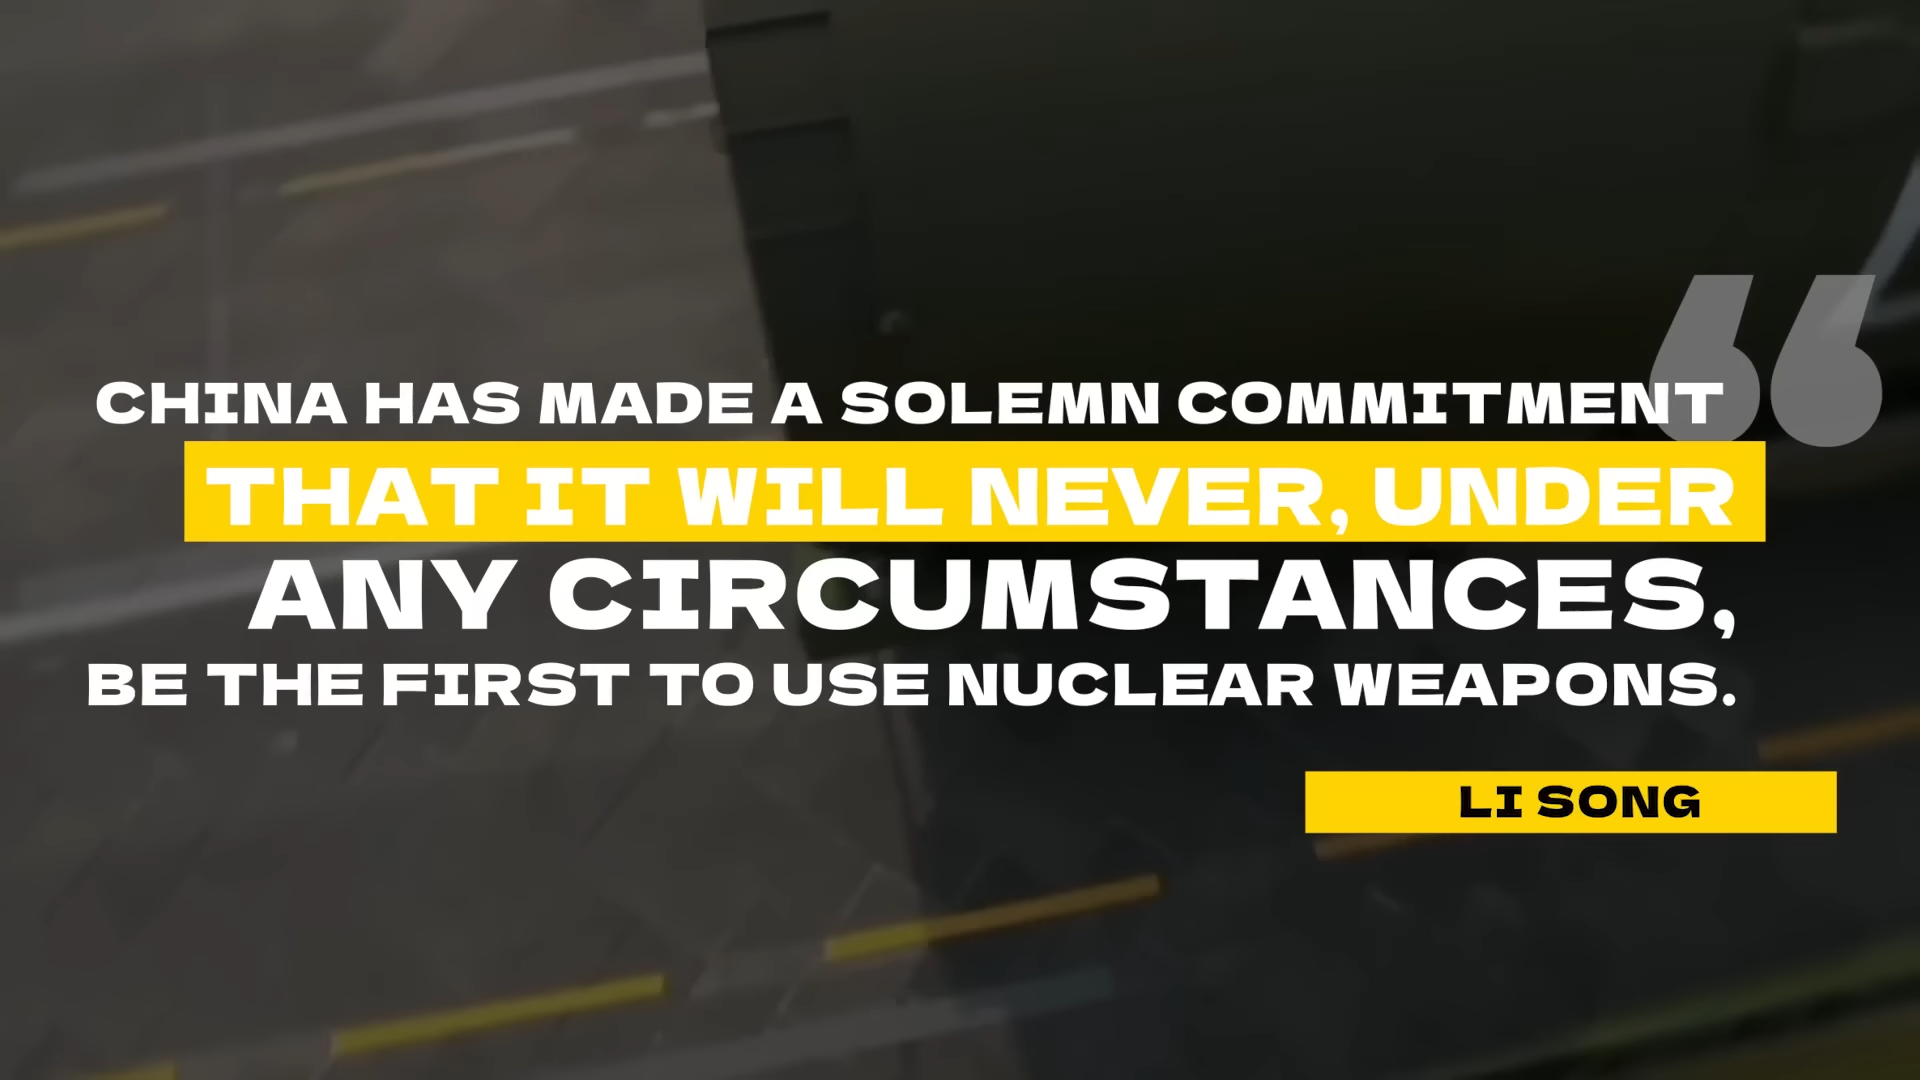 CHINA HAS MADE A SOLEMN COMMITMENT
THAT IT WILL NEVER, UNDER
ANY CIRCUMSTANCES,
BE THE FIRST TO USE NUCLEAR WEAPONS.
LI SONG